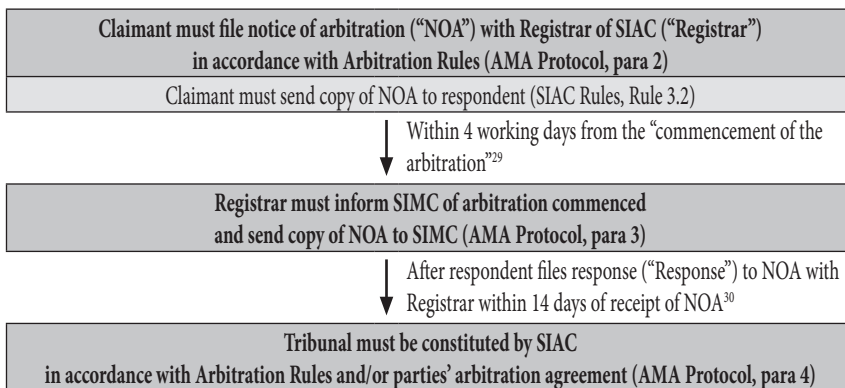 Claimant must file notice of arbitration (“NOA”) with Registrar of SIAC (“Registrar”)
in accordance with Arbitration Rules (AMA Protocol, para 2)
Claimant must send copy of NOA to respondent (SIAC Rules, Rule 3.2)
Within 4 working days from the “commencement of the
arbitration”29
Registrar must inform SIMC of arbitration commenced
and send copy of NOA to SIMC (AMA Protocol, para 3)
After respondent files response (“Response”) to NOA with
Registrar within 14 days of receipt of NOA30
Tribunal must be constituted by SIAC
in accordance with Arbitration Rules and/or parties’ arbitration agreement (AMA Protocol, para 4)